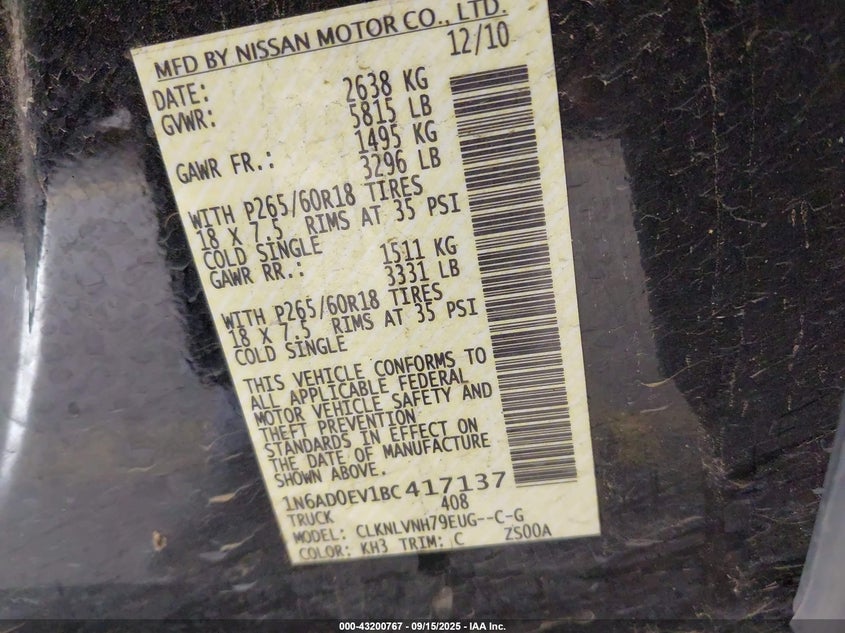 MFD BY NISSAN MOTOR CO., LTD.
DATE: 12/10
GVWR: 2638 KG
5815 LB
GAWR FR.: 1495 KG
3296 LB
WITH P265/60R18 TIRES
18 X 7.5 RIMS AT 35 PSI
COLD SINGLE
GAWR RR.: 1511 KG
3331 LB
WITH P265/60R18 TIRES
18 X 7.5 RIMS AT 35 PSI
COLD SINGLE
THIS VEHICLE CONFORMS TO
ALL APPLICABLE FEDERAL
MOTOR VEHICLE SAFETY AND
THEFT PREVENTION
STANDARDS IN EFFECT ON
THE DATE OF MANUFACTURE
SHOWN ABOVE.
1N6AD0EV1BC417137
TRUCK 408
MODEL: CLKNLVNH79EUG--C-G
COLOR: KH3 TRIM: C ZS00A
000-43200767 - 09/15/2025 - IAA Inc.